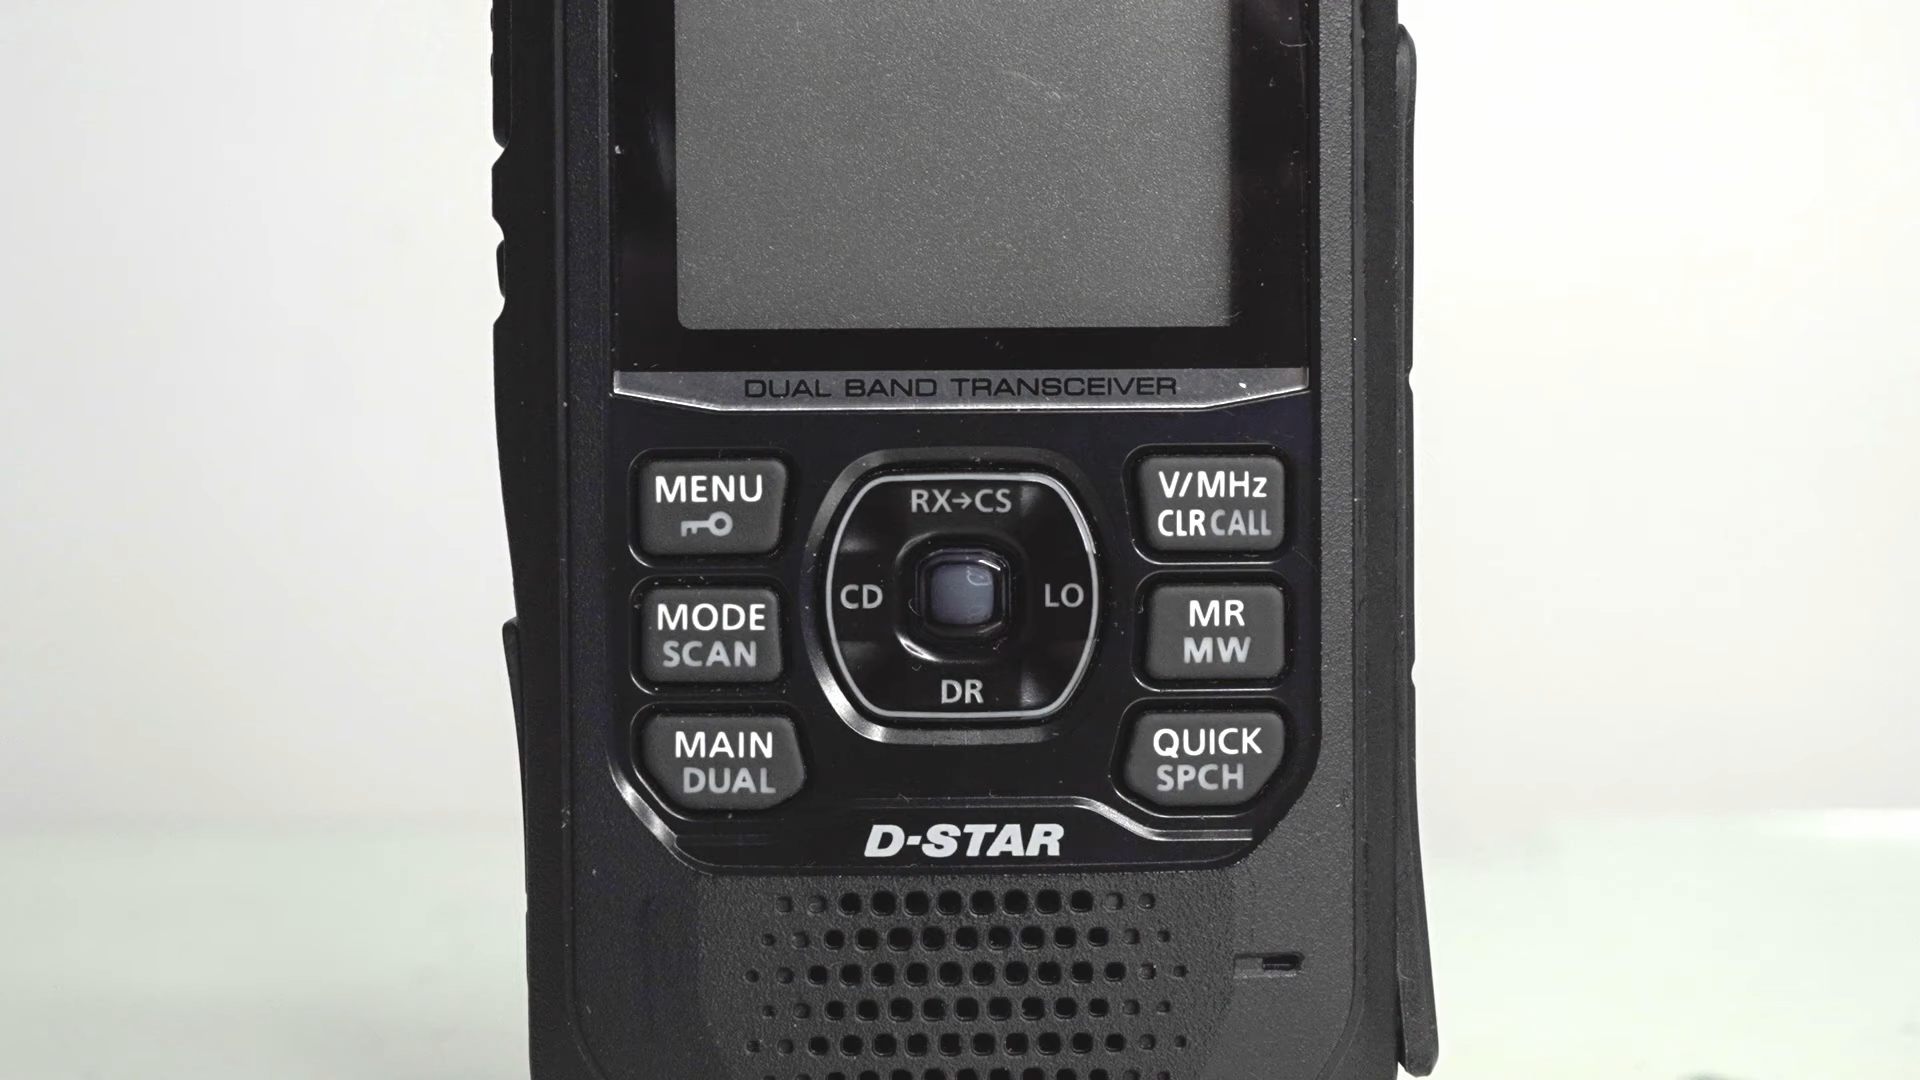 DUAL BAND TRANSCEIVER
MENU
RX→CS
V/MHz
CLR CALL
MODE
SCAN
CD
LO
MR
MW
DR
MAIN
DUAL
QUICK
SPCH
D-STAR